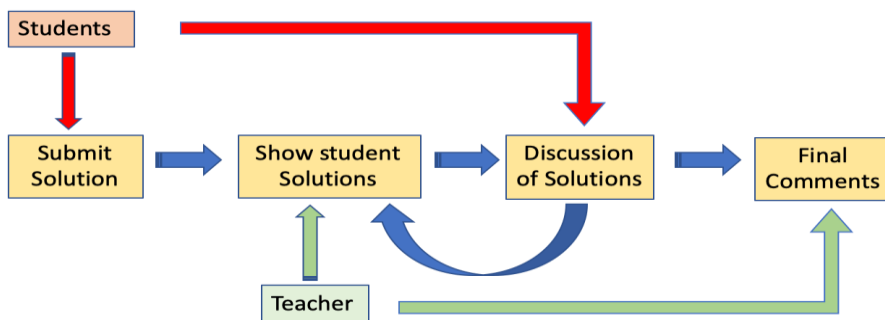 Students
Submit
Solution
Show student
Solutions
Discussion
of Solutions
Final
Comments
Teacher